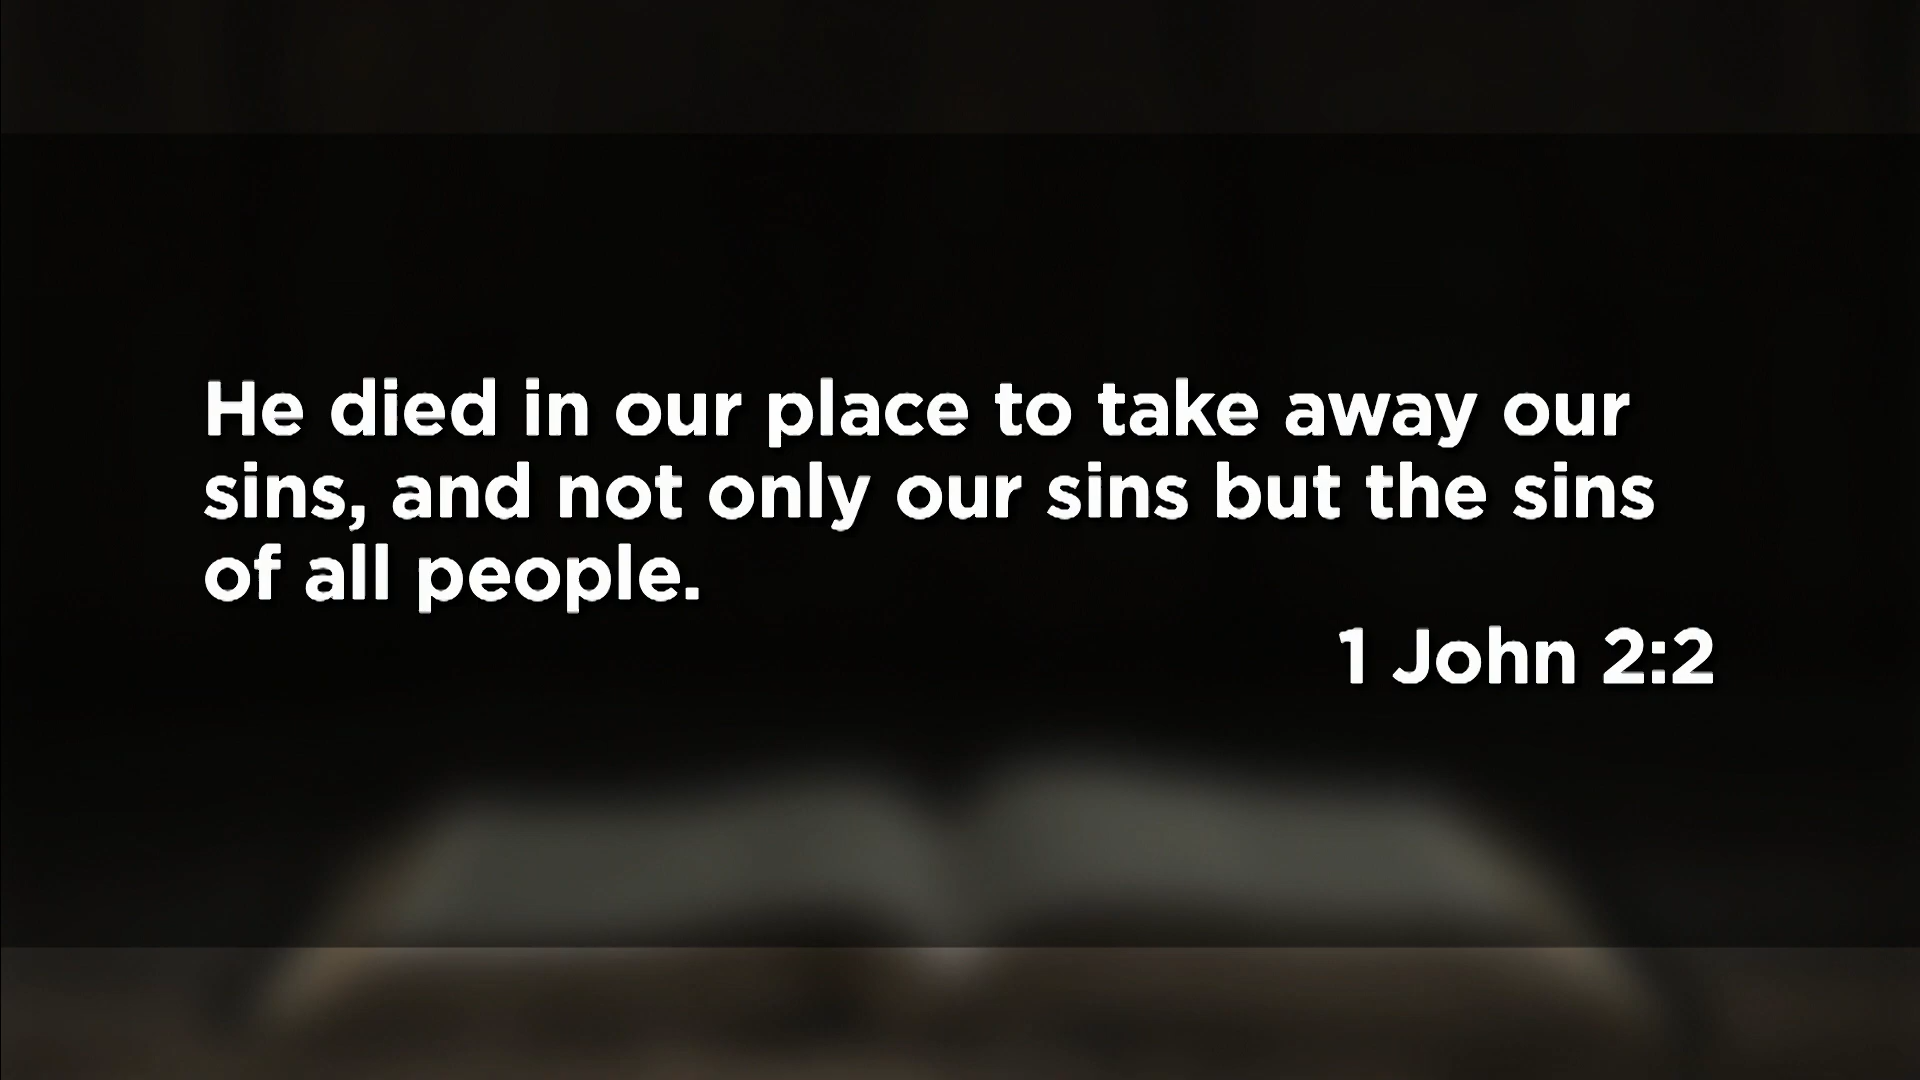 He died in our place to take away our
sins, and not only our sins but the sins
of all people.
1 John 2:2